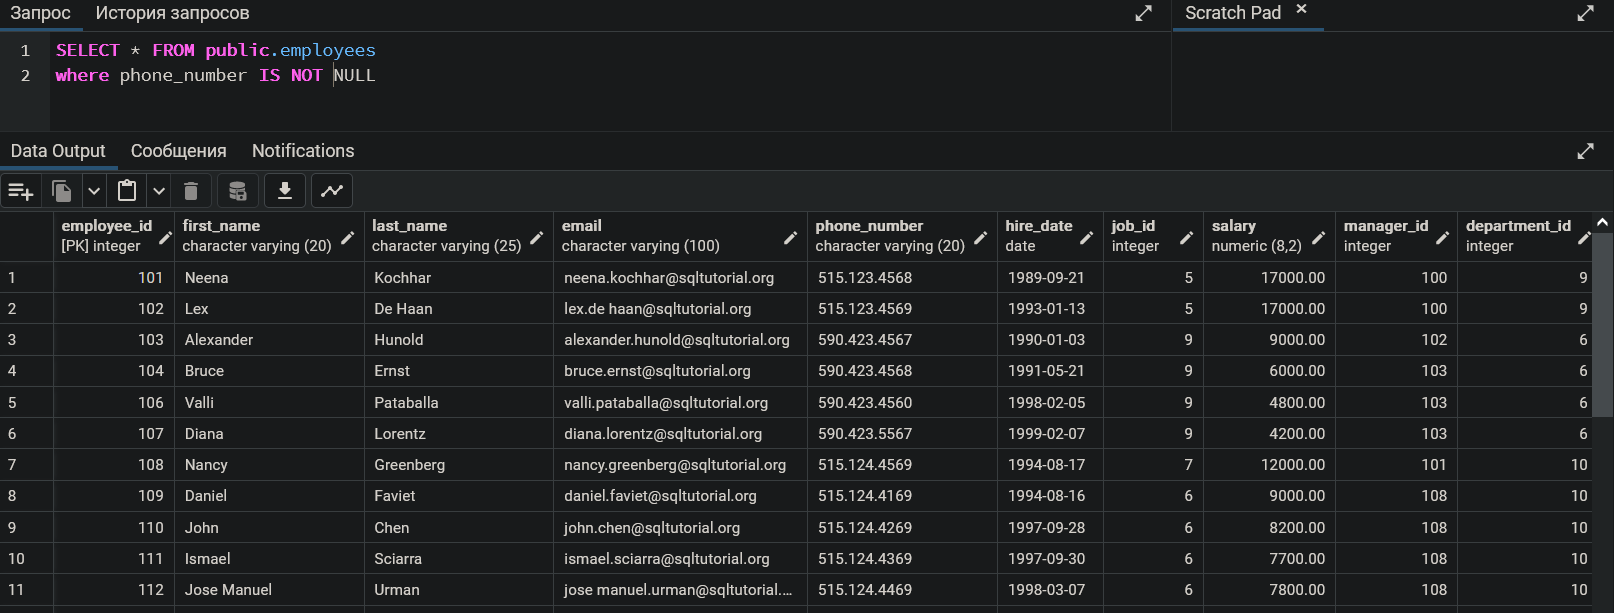 Запрос История запросов Scratch Pad ×
1 SELECT * FROM public.employees
2 where phone_number IS NOT NULL
Data Output Сообщения Notifications
employee_id first_name last_name email phone_number hire_date job_id salary manager_id department_id
[PK] integer character varying (20) character varying (25) character varying (100) character varying (20) date integer numeric (8,2) integer integer
1 101 Neena Kochhar neena.kochhar@sqltutorial.org 515.123.4568 1989-09-21 5 17000.00 100 9
2 102 Lex De Haan lex.de haan@sqltutorial.org 515.123.4569 1993-01-13 5 17000.00 100 9
3 103 Alexander Hunold alexander.hunold@sqltutorial.org 590.423.4567 1990-01-03 9 9000.00 102 6
4 104 Bruce Ernst bruce.ernst@sqltutorial.org 590.423.4568 1991-05-21 9 6000.00 103 6
5 106 Valli Pataballa valli.pataballa@sqltutorial.org 590.423.4560 1998-02-05 9 4800.00 103 6
6 107 Diana Lorentz diana.lorentz@sqltutorial.org 590.423.5567 1999-02-07 9 4200.00 103 6
7 108 Nancy Greenberg nancy.greenberg@sqltutorial.org 515.124.4569 1994-08-17 7 12000.00 101 10
8 109 Daniel Faviet daniel.faviet@sqltutorial.org 515.124.4169 1994-08-16 6 9000.00 108 10
9 110 John Chen john.chen@sqltutorial.org 515.124.4269 1997-09-28 6 8200.00 108 10
10 111 Ismael Sciarra ismael.sciarra@sqltutorial.org 515.124.4369 1997-09-30 6 7700.00 108 10
11 112 Jose Manuel Urman jose manuel.urman@sqltutorial.... 515.124.4469 1998-03-07 6 7800.00 108 10